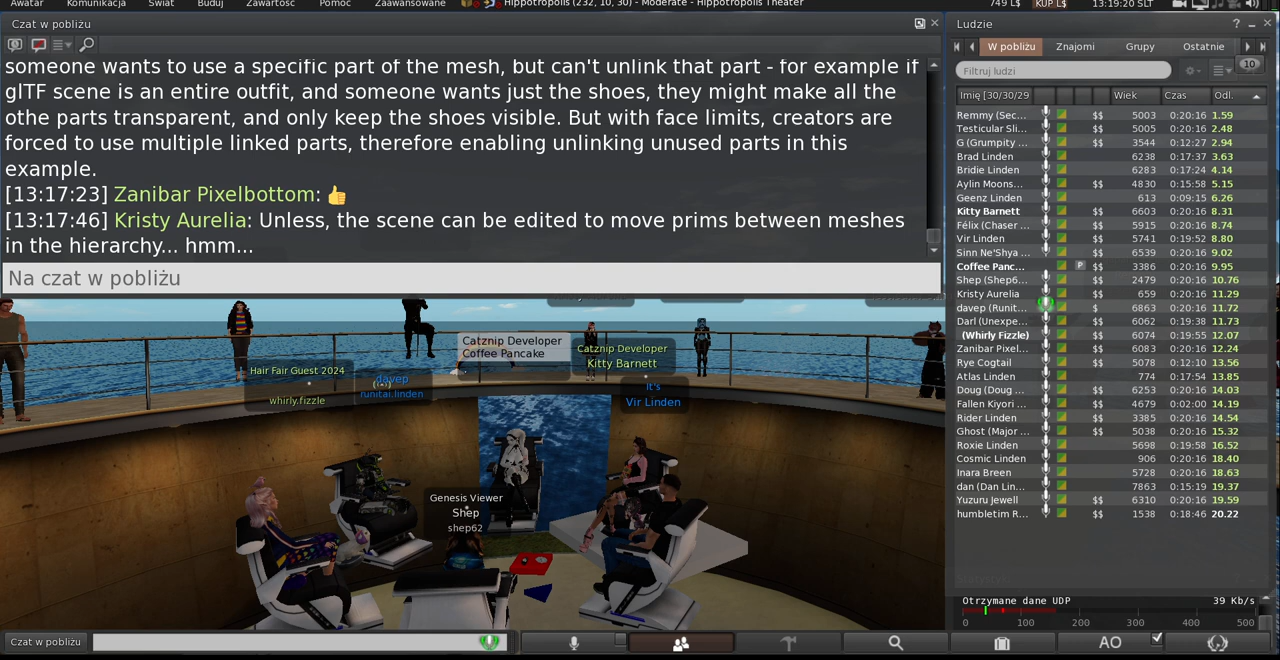 Awatar Komunikacja Świat Buduj Zawartość Pomoc Zaawansowane Hippotropolis (232, 10, 30) - Moderate - Hippotropolis Theater 749 L$ KUP L$ 13:19:20 SLT
Czat w pobliżu
someone wants to use a specific part of the mesh, but can't unlink that part - for example if
glTF scene is an entire outfit, and someone wants just the shoes, they might make all the
othe parts transparent, and only keep the shoes visible. But with face limits, creators are
forced to use multiple linked parts, therefore enabling unlinking unused parts in this
example.
[13:17:23] Zanibar Pixelbottom: 👍
[13:17:46] Kristy Aurelia: Unless, the scene can be edited to move prims between meshes
in the hierarchy... hmm...
Na czat w pobliżu
Catznip Developer
Coffee Pancake
Catznip Developer
Kitty Barnett
Hair Fair Guest 2024
whirly.fizzle
davep
runitai.linden
It's
Vir Linden
Genesis Viewer
Shep
shep62
Ludzie
W pobliżu Znajomi Grupy Ostatnie
Filtruj ludzi 10
Imię [30/30/29 Wiek Czas Odl.
Remmy (Sec... $$ 5003 0:20:16 1.59
Testicular Sli... $$ 5005 0:20:16 2.48
G (Grumpity ... $$ 3544 0:12:27 2.94
Brad Linden 6238 0:17:37 3.63
Bridie Linden 6283 0:17:24 4.14
Aylin Moons... $$ 4830 0:15:58 5.15
Geenz Linden 613 0:09:15 6.26
Kitty Barnett $$ 6603 0:20:16 8.31
Félix (Chaser ... $$ 5915 0:20:16 8.74
Vir Linden 5741 0:19:52 8.80
Sinn Ne'Shya ... $$ 6539 0:20:16 9.02
Coffee Panc... P $$ 3386 0:20:16 9.95
Shep (Shep6... $$ 2479 0:20:16 10.76
Kristy Aurelia $$ 659 0:20:16 11.29
davep (Runit... $ 6863 0:20:16 11.72
Darl (Unexpe... $$ 6062 0:19:38 11.73
(Whirly Fizzle) $$ 6074 0:19:55 12.07
Zanibar Pixel... $$ 6083 0:20:16 12.24
Rye Cogtail $$ 5078 0:12:10 13.56
Atlas Linden 774 0:17:54 13.85
Doug (Doug ... $$ 6253 0:20:16 14.03
Fallen Kiyori ... $$ 4679 0:02:00 14.19
Rider Linden $$ 3385 0:20:16 14.54
Ghost (Major ... $$ 5038 0:20:16 15.32
Roxie Linden 5698 0:19:58 16.52
Cosmic Linden 906 0:20:16 18.40
Inara Breen 5728 0:20:16 18.63
dan (Dan Lin... 7863 0:15:19 19.37
Yuzuru Jewell $$ 6310 0:20:16 19.59
humbletim R... $$ 1538 0:18:46 20.22
Otrzymane dane UDP 39 Kb/s
0 100 200 300 400 500
Czat w pobliżu
AO